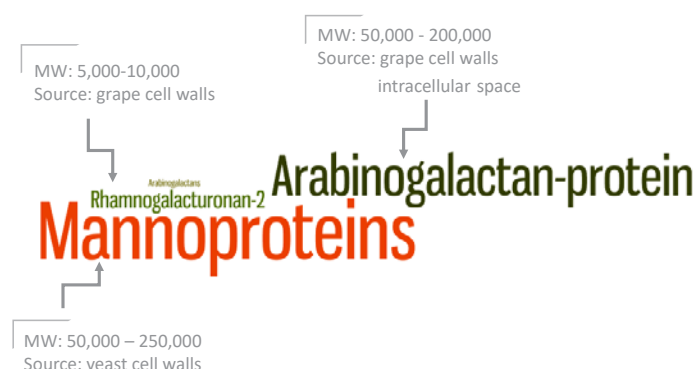 MW: 50,000 - 200,000
Source: grape cell walls
intracellular space
MW: 5,000-10,000
Source: grape cell walls
Arabinogalactans
Arabinogalactan-protein
Rhamnogalacturonan-2
Mannoproteins
MW: 50,000 – 250,000
Source: yeast cell walls